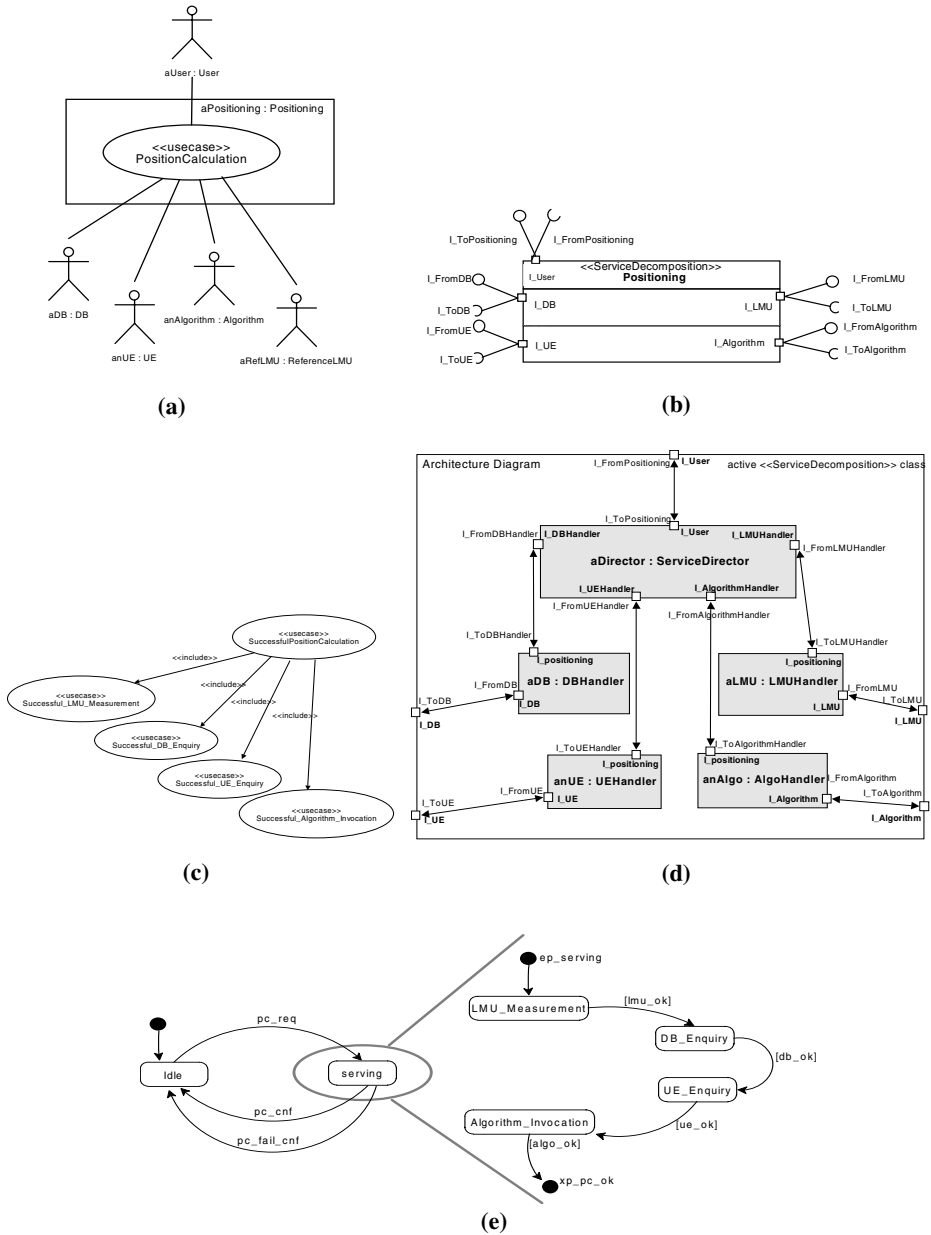 aUser : User
aPositioning : Positioning
<<usecase>>
PositionCalculation
aDB : DB
anUE : UE
anAlgorithm : Algorithm
aRefLMU : ReferenceLMU
(a)
I_ToPositioning
I_FromPositioning
<<ServiceDecomposition>>
I_User
Positioning
I_FromDB
I_DB
I_ToDB
I_FromUE
I_UE
I_ToUE
I_LMU
I_FromLMU
I_ToLMU
I_Algorithm
I_FromAlgorithm
I_ToAlgorithm
(b)
<<usecase>>
SuccessfulPositionCalculation
<<include>>
<<include>>
<<include>>
<<include>>
<<usecase>>
Successful_LMU_Measurement
<<usecase>>
Successful_DB_Enquiry
<<usecase>>
Successful_UE_Enquiry
<<usecase>>
Successful_Algorithm_Invocation
(c)
Architecture Diagram
I_FromPositioning
I_User
active <<ServiceDecomposition>> class
I_ToPositioning
I_User
I_FromDBHandler
I_DBHandler
I_LMUHandler
I_FromLMUHandler
aDirector : ServiceDirector
I_UEHandler
I_AlgorithmHandler
I_FromUEHandler
I_FromAlgorithmHandler
I_ToDBHandler
I_positioning
aDB : DBHandler
I_FromDB
I_DB
I_ToDB
I_DB
I_ToLMUHandler
I_positioning
aLMU : LMUHandler
I_FromLMU
I_LMU
I_ToLMU
I_LMU
I_ToUEHandler
I_positioning
anUE : UEHandler
I_FromUE
I_UE
I_ToUE
I_UE
I_ToAlgorithmHandler
I_positioning
anAlgo : AlgoHandler
I_FromAlgorithm
I_Algorithm
I_ToAlgorithm
I_Algorithm
(d)
pc_req
Idle
serving
pc_cnf
pc_fail_cnf
ep_serving
LMU_Measurement
[lmu_ok]
DB_Enquiry
[db_ok]
UE_Enquiry
[ue_ok]
Algorithm_Invocation
[algo_ok]
xp_pc_ok
(e)